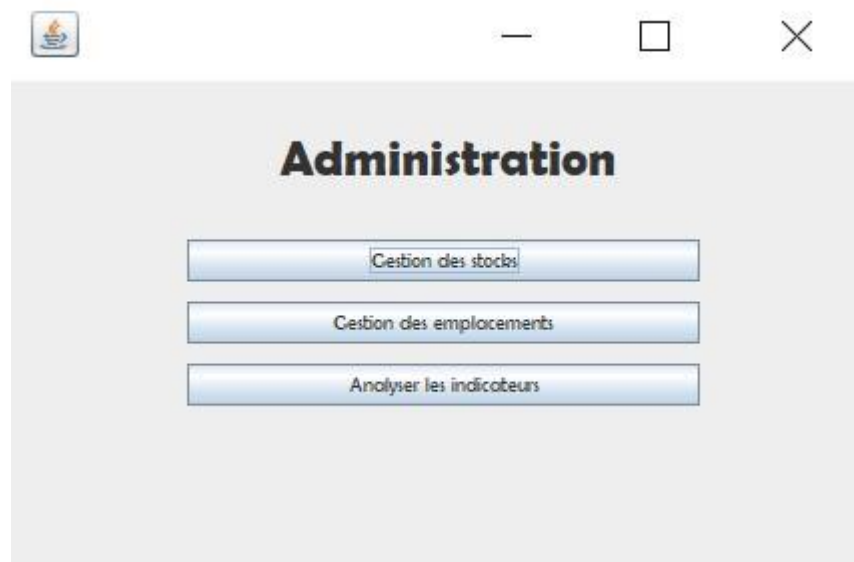 Administration
Gestion des stocks
Gestion des emplacements
Analyser les indicateurs